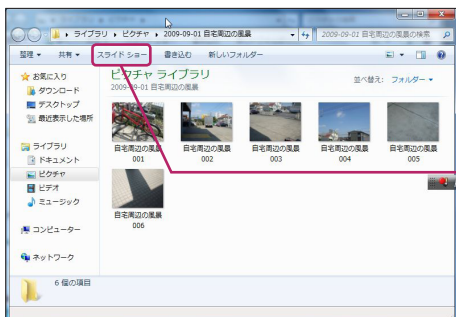 ライブラリ ▸ ピクチャ ▸ 2009-09-01 自宅周辺の風景
2009-09-01 自宅周辺の風景の検索
整理 共有 スライド ショー 書き込む 新しいフォルダー
お気に入り
ダウンロード
デスクトップ
最近表示した場所
ライブラリ
ドキュメント
ピクチャ
ビデオ
ミュージック
コンピューター
ネットワーク
ピクチャ ライブラリ
2009-09-01 自宅周辺の風景
並べ替え: フォルダー
自宅周辺の風景 001
自宅周辺の風景 002
自宅周辺の風景 003
自宅周辺の風景 004
自宅周辺の風景 005
自宅周辺の風景 006
6 個の項目